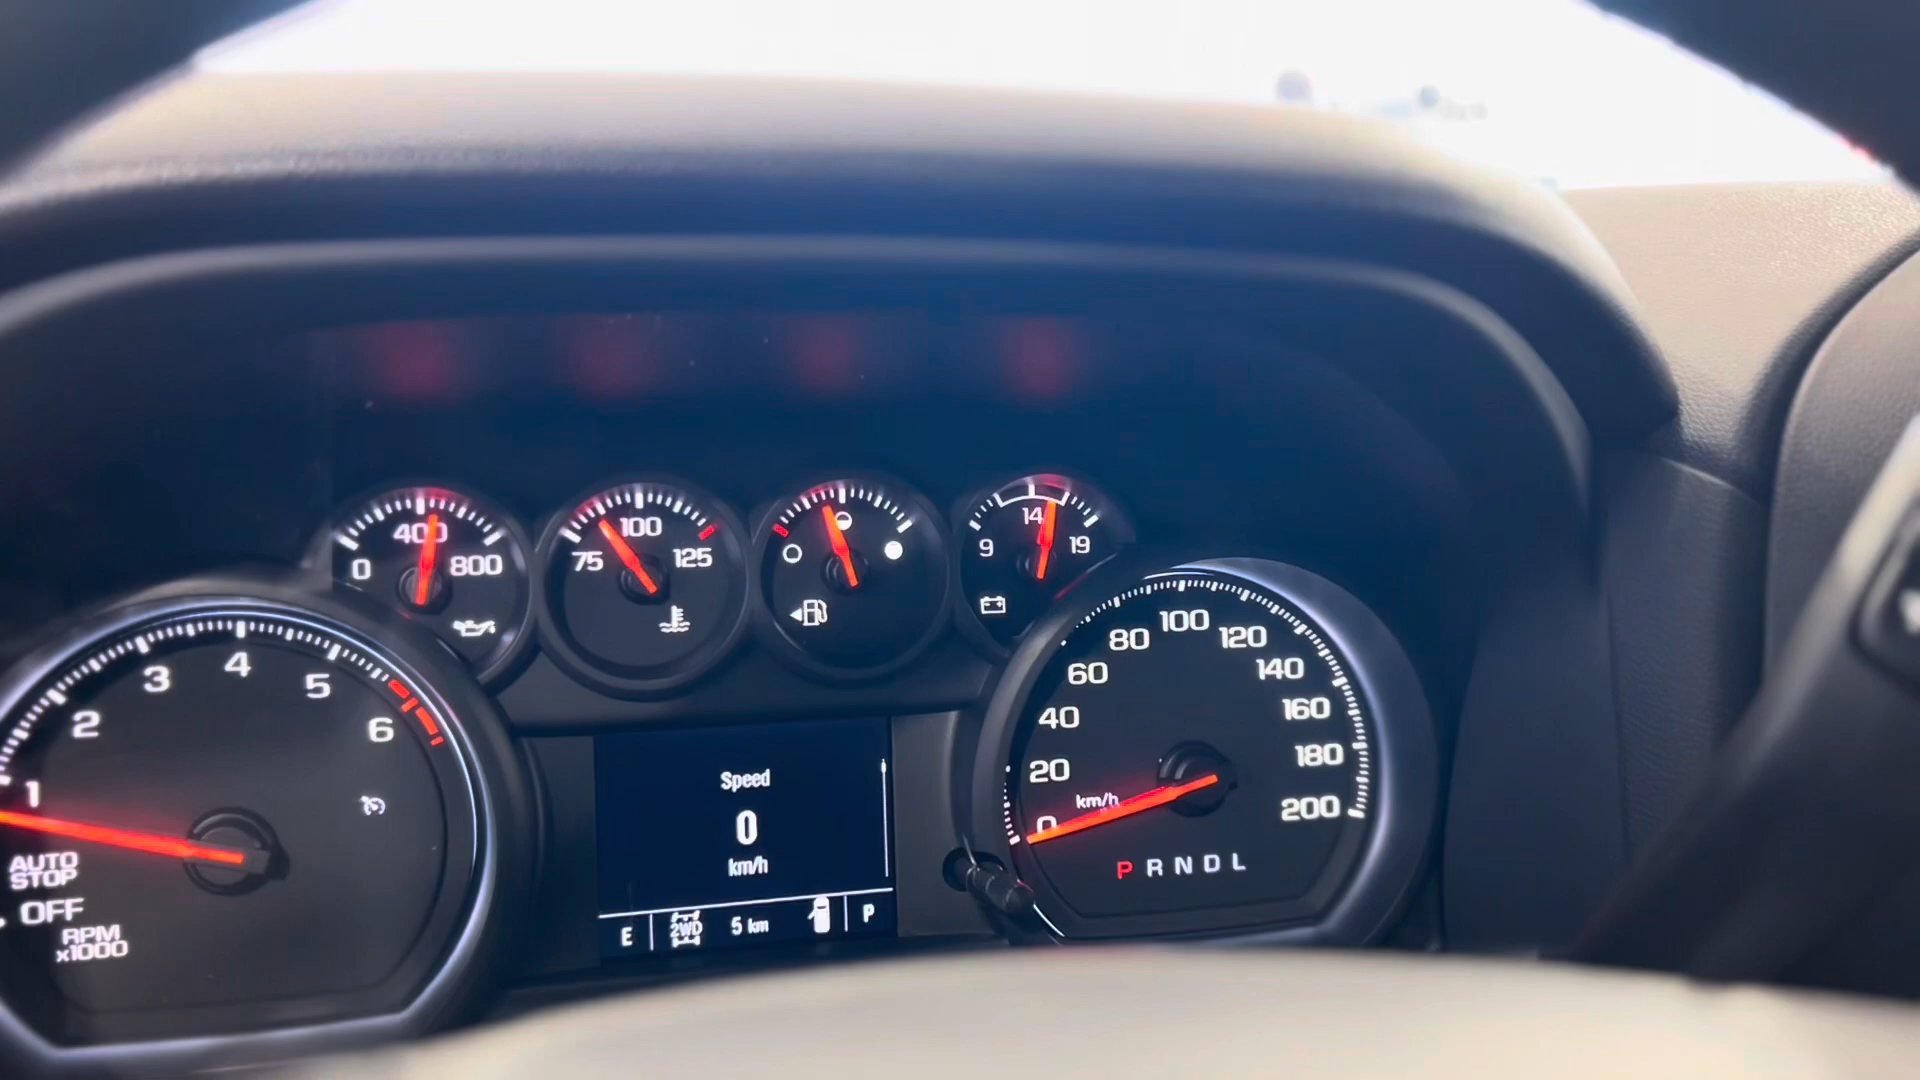 0 400 800
75 100 125
9 14 19
1 2 3 4 5 6
AUTO
STOP
OFF
RPM
x1000
Speed
0
km/h
E 2WD 5 km P
0 20 40 60 80 100 120 140 160 180 200
km/h
P R N D L